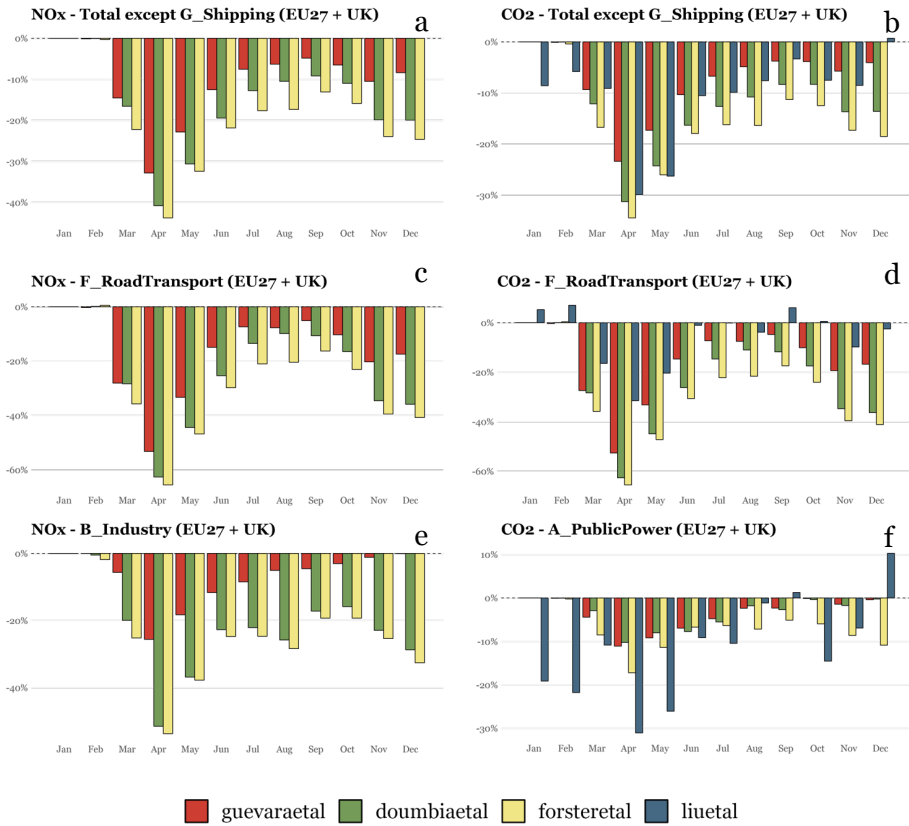 NOx - Total except G_Shipping (EU27 + UK)
a
0%
-10%
-20%
-30%
-40%
Jan Feb Mar Apr May Jun Jul Aug Sep Oct Nov Dec
CO2 - Total except G_Shipping (EU27 + UK)
b
0%
-10%
-20%
-30%
Jan Feb Mar Apr May Jun Jul Aug Sep Oct Nov Dec
NOx - F_RoadTransport (EU27 + UK)
c
0%
-20%
-40%
-60%
Jan Feb Mar Apr May Jun Jul Aug Sep Oct Nov Dec
CO2 - F_RoadTransport (EU27 + UK)
d
0%
-20%
-40%
-60%
Jan Feb Mar Apr May Jun Jul Aug Sep Oct Nov Dec
NOx - B_Industry (EU27 + UK)
e
0%
-20%
-40%
Jan Feb Mar Apr May Jun Jul Aug Sep Oct Nov Dec
CO2 - A_PublicPower (EU27 + UK)
f
10%
0%
-10%
-20%
-30%
Jan Feb Mar Apr May Jun Jul Aug Sep Oct Nov Dec
guevaraetal doumbiaetal forsteretal liuetal